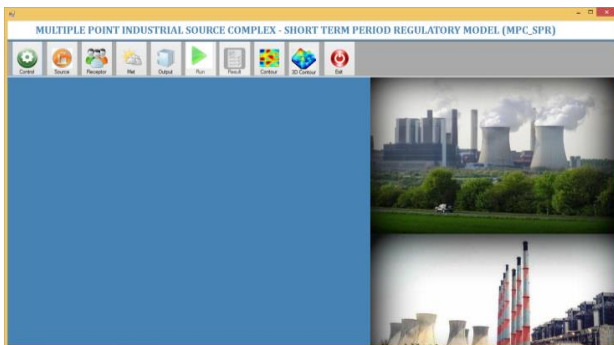 MULTIPLE POINT INDUSTRIAL SOURCE COMPLEX - SHORT TERM PERIOD REGULATORY MODEL (MPC_SPR)
Control Source Receptor Met Output Run Result Contour 3D Contour Exit